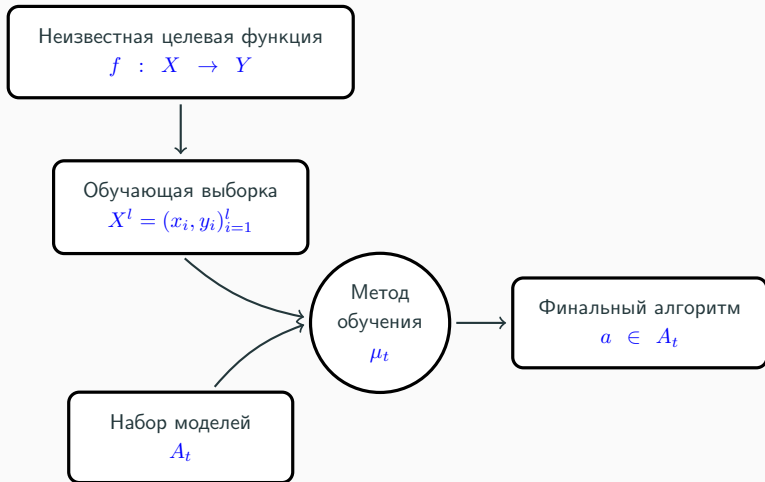 Неизвестная целевая функция
f : X → Y
Обучающая выборка
X^l = (x_i, y_i)_{i=1}^l
Метод
обучения
μ_t
Финальный алгоритм
a ∈ A_t
Набор моделей
A_t